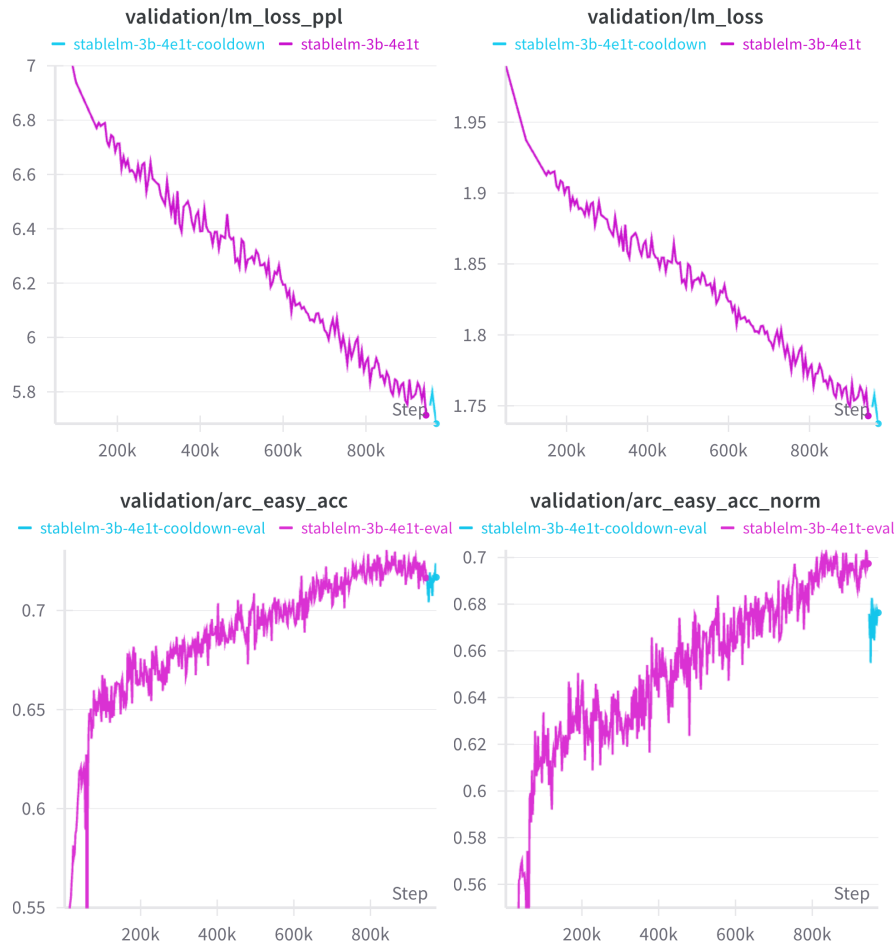 validation/lm_loss_ppl
stablelm-3b-4e1t-cooldown stablelm-3b-4e1t
7
6.8
6.6
6.4
6.2
6
5.8
Step
200k 400k 600k 800k
validation/lm_loss
stablelm-3b-4e1t-cooldown stablelm-3b-4e1t
1.95
1.9
1.85
1.8
1.75
Step
200k 400k 600k 800k
validation/arc_easy_acc
stablelm-3b-4e1t-cooldown-eval stablelm-3b-4e1t-eval
0.7
0.65
0.6
0.55
Step
200k 400k 600k 800k
validation/arc_easy_acc_norm
stablelm-3b-4e1t-cooldown-eval stablelm-3b-4e1t-eval
0.7
0.68
0.66
0.64
0.62
0.6
0.58
0.56
Step
200k 400k 600k 800k